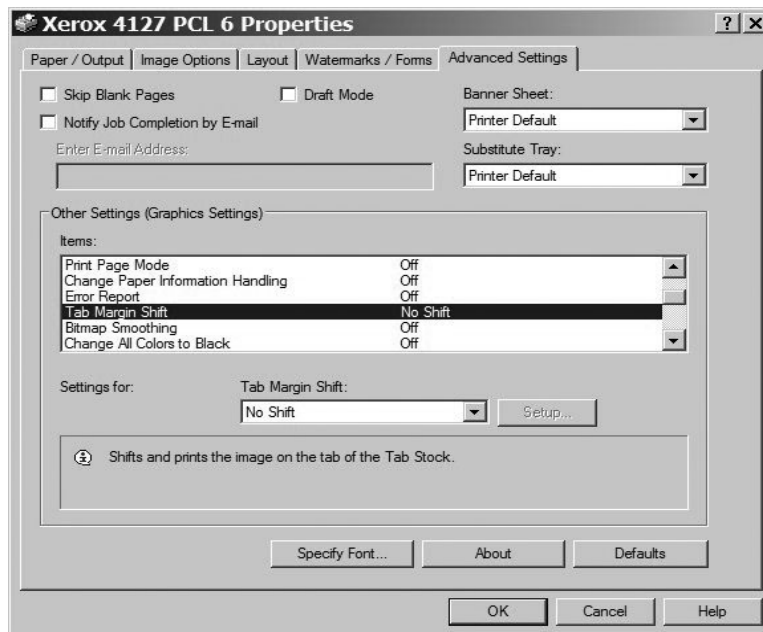 Xerox 4127 PCL 6 Properties
Paper / Output Image Options Layout Watermarks / Forms Advanced Settings
Skip Blank Pages Draft Mode Banner Sheet:
Notify Job Completion by E-mail Printer Default
Enter E-mail Address: Substitute Tray:
Printer Default
Other Settings (Graphics Settings)
Items:
Print Page Mode Off
Change Paper Information Handling Off
Error Report Off
Tab Margin Shift No Shift
Bitmap Smoothing Off
Change All Colors to Black Off
Settings for: Tab Margin Shift:
No Shift Setup...
Shifts and prints the image on the tab of the Tab Stock.
Specify Font... About Defaults
OK Cancel Help